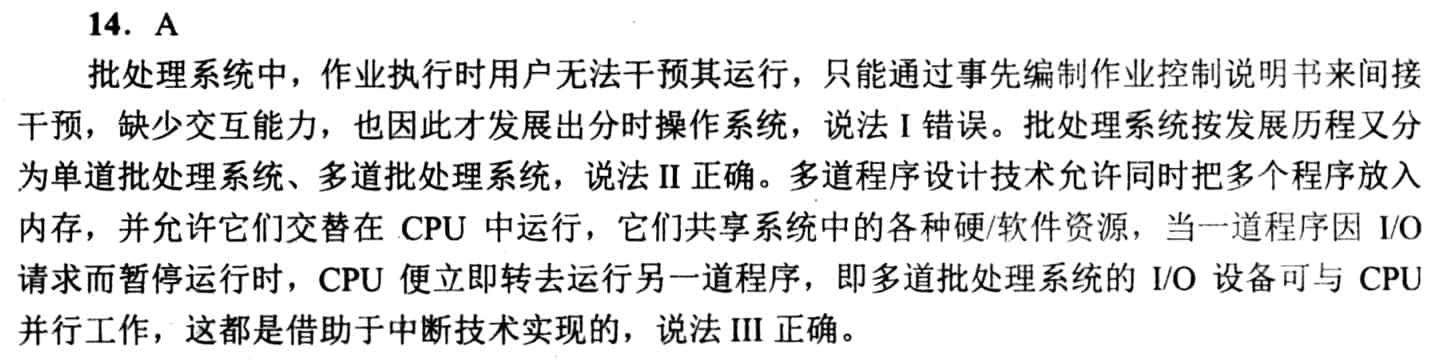 14. A
批处理系统中，作业执行时用户无法干预其运行，只能通过事先编制作业控制说明书来间接
干预，缺少交互能力，也因此才发展出分时操作系统，说法 I 错误。批处理系统按发展历程又分
为单道批处理系统、多道批处理系统，说法 II 正确。多道程序设计技术允许同时把多个程序放入
内存，并允许它们交替在 CPU 中运行，它们共享系统中的各种硬/软件资源，当一道程序因 I/O
请求而暂停运行时，CPU 便立即转去运行另一道程序，即多道批处理系统的 I/O 设备可与 CPU
并行工作，这都是借助于中断技术实现的，说法 III 正确。